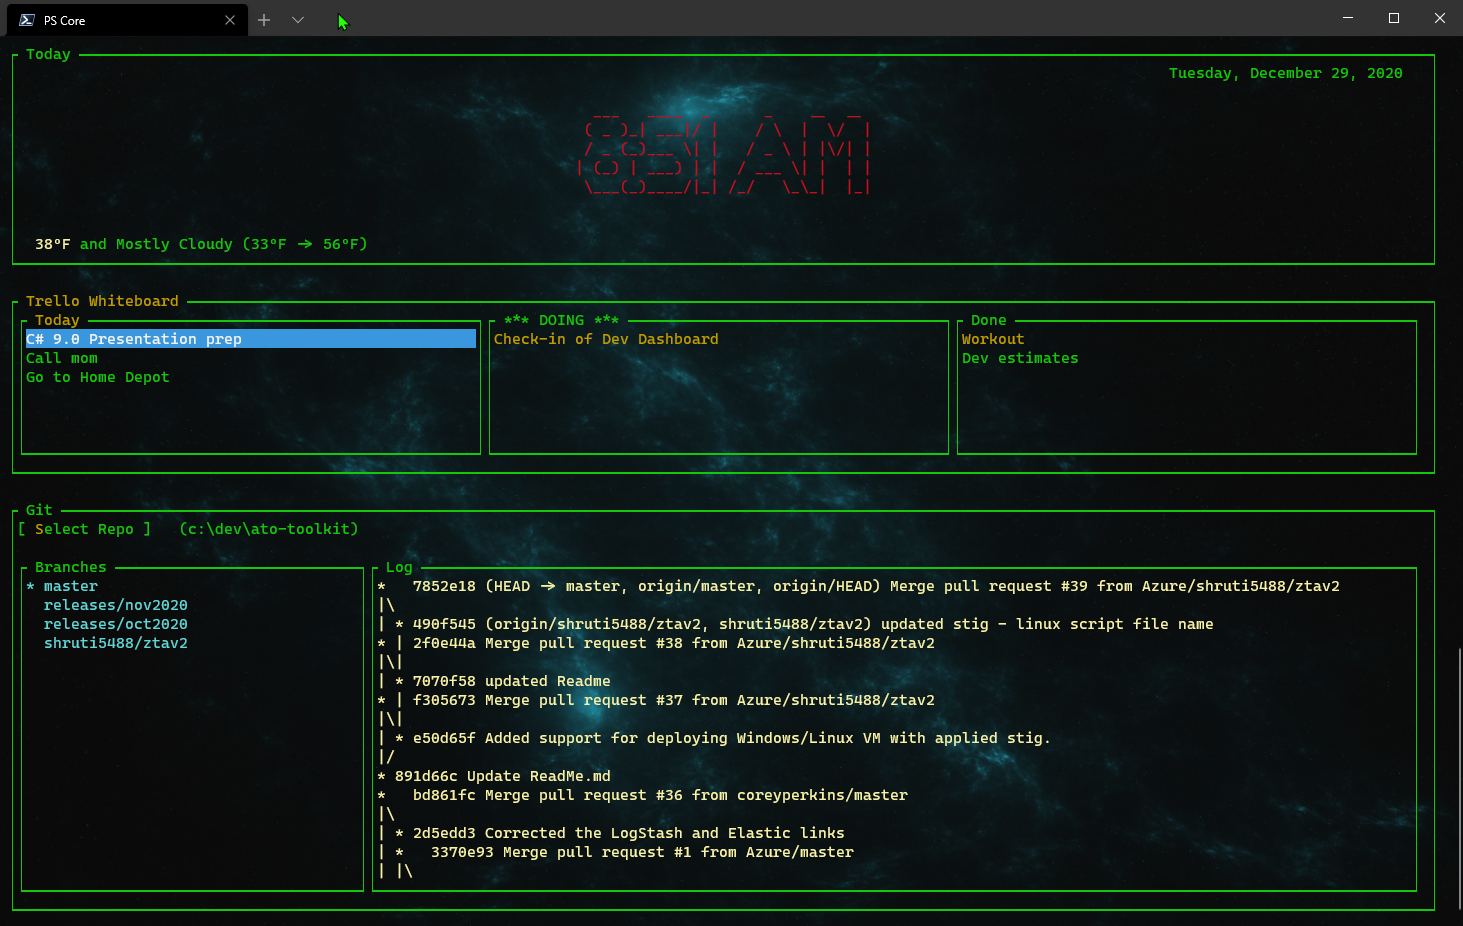 PS Core
Today
Tuesday, December 29, 2020
8:51 AM
38°F and Mostly Cloudy (33°F → 56°F)
Trello Whiteboard
Today
C# 9.0 Presentation prep
Call mom
Go to Home Depot
*** DOING ***
Check-in of Dev Dashboard
Done
Workout
Dev estimates
Git
[ Select Repo ]   (c:\dev\ato-toolkit)
Branches
* master
  releases/nov2020
  releases/oct2020
  shruti5488/ztav2
Log
*   7852e18 (HEAD → master, origin/master, origin/HEAD) Merge pull request #39 from Azure/shruti5488/ztav2
|\
| * 490f545 (origin/shruti5488/ztav2, shruti5488/ztav2) updated stig - linux script file name
* | 2f0e44a Merge pull request #38 from Azure/shruti5488/ztav2
|\|
| * 7070f58 updated Readme
* | f305673 Merge pull request #37 from Azure/shruti5488/ztav2
|\|
| * e50d65f Added support for deploying Windows/Linux VM with applied stig.
|/
* 891d66c Update ReadMe.md
*   bd861fc Merge pull request #36 from coreyperkins/master
|\
| * 2d5edd3 Corrected the LogStash and Elastic links
| *   3370e93 Merge pull request #1 from Azure/master
| |\